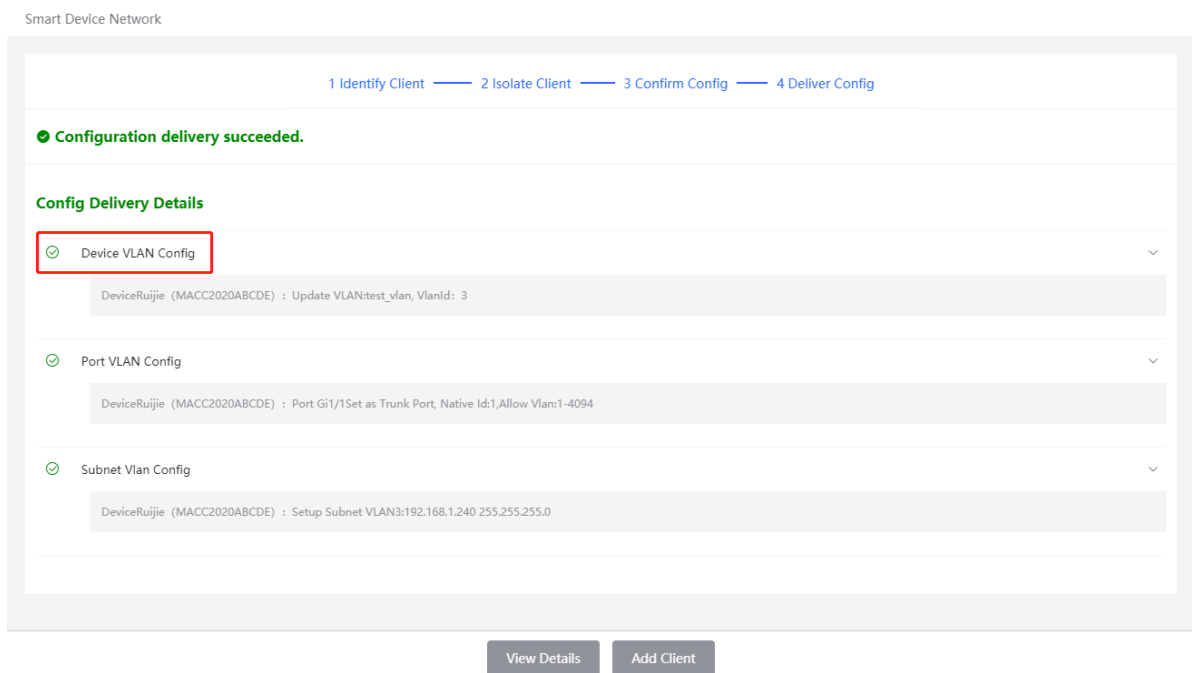 Smart Device Network
1 Identify Client 2 Isolate Client 3 Confirm Config 4 Deliver Config
Configuration delivery succeeded.
Config Delivery Details
Device VLAN Config
DeviceRuijie (MACC2020ABCDE) : Update VLAN:test_vlan, VlanId: 3
Port VLAN Config
DeviceRuijie (MACC2020ABCDE) : Port Gi1/1Set as Trunk Port, Native Id:1,Allow Vlan:1-4094
Subnet Vlan Config
DeviceRuijie (MACC2020ABCDE) : Setup Subnet VLAN3:192.168.1.240 255.255.255.0
View Details Add Client